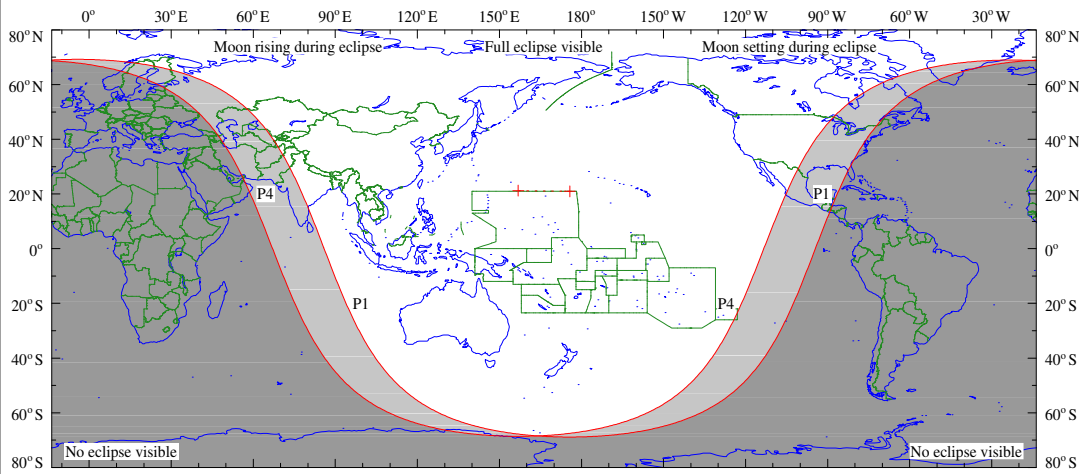 0° 30° E 60° E 90° E 120° E 150° E 180° 150° W 120° W 90° W 60° W 30° W
80° N 80° N
Moon rising during eclipse Full eclipse visible Moon setting during eclipse
60° N 60° N
40° N 40° N
20° N P4 P1 20° N
0° 0°
20° S P1 P4 20° S
40° S 40° S
60° S 60° S
No eclipse visible No eclipse visible
80° S 80° S